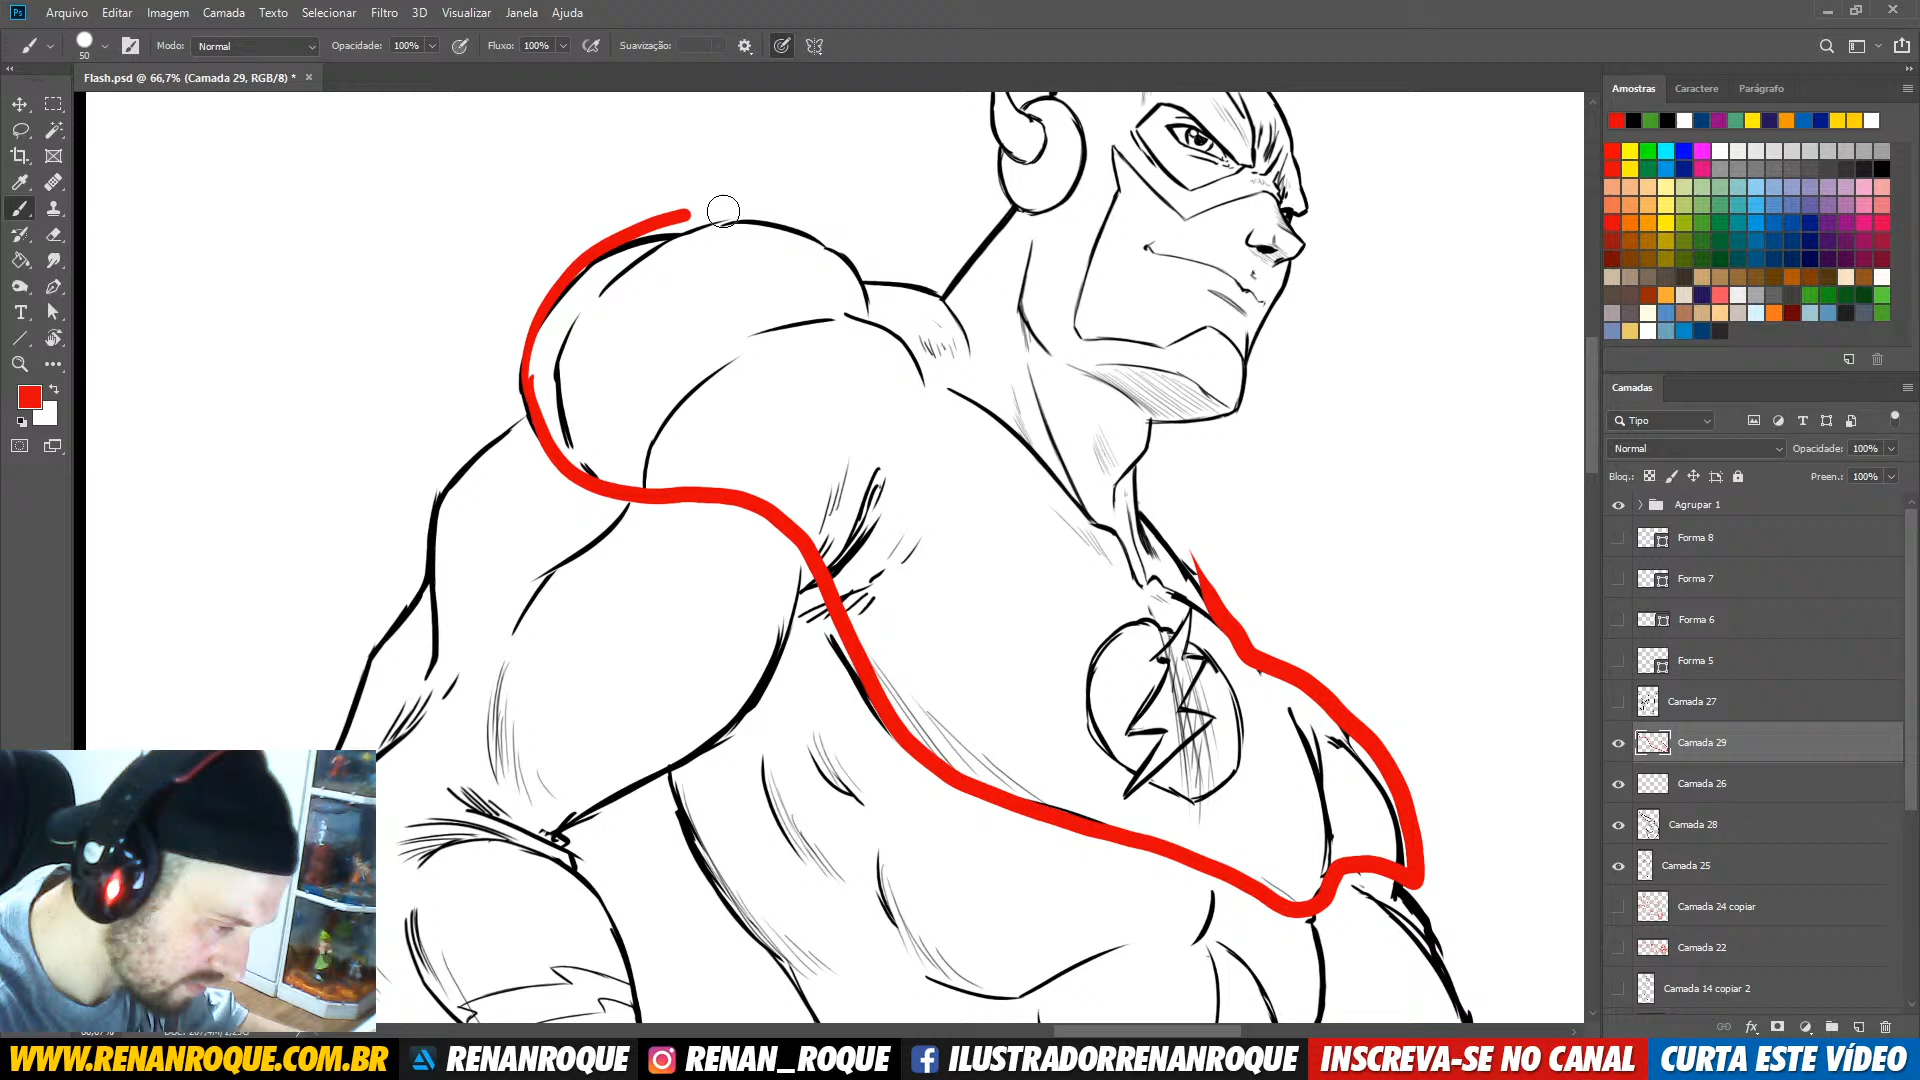 Ps Arquivo Editar Imagem Camada Texto Selecionar Filtro 3D Visualizar Janela Ajuda
50 Modo: Normal Opacidade: 100% Fluxo: 100% Suavização:
Flash.psd @ 66,7% (Camada 29, RGB/8) * ×
Amostras Caractere Parágrafo
Camadas
Tipo
Normal Opacidade: 100%
Bloq.: Preen.: 100%
Agrupar 1
Forma 8
Forma 7
Forma 6
Forma 5
Camada 27
Camada 29
Camada 26
Camada 28
Camada 25
Camada 24 copiar
Camada 22
Camada 14 copiar 2
WWW.RENANROQUE.COM.BR RENANROQUE RENAN_ROQUE ILUSTRADORRENANROQUE INSCREVA-SE NO CANAL CURTA ESTE VÍDEO